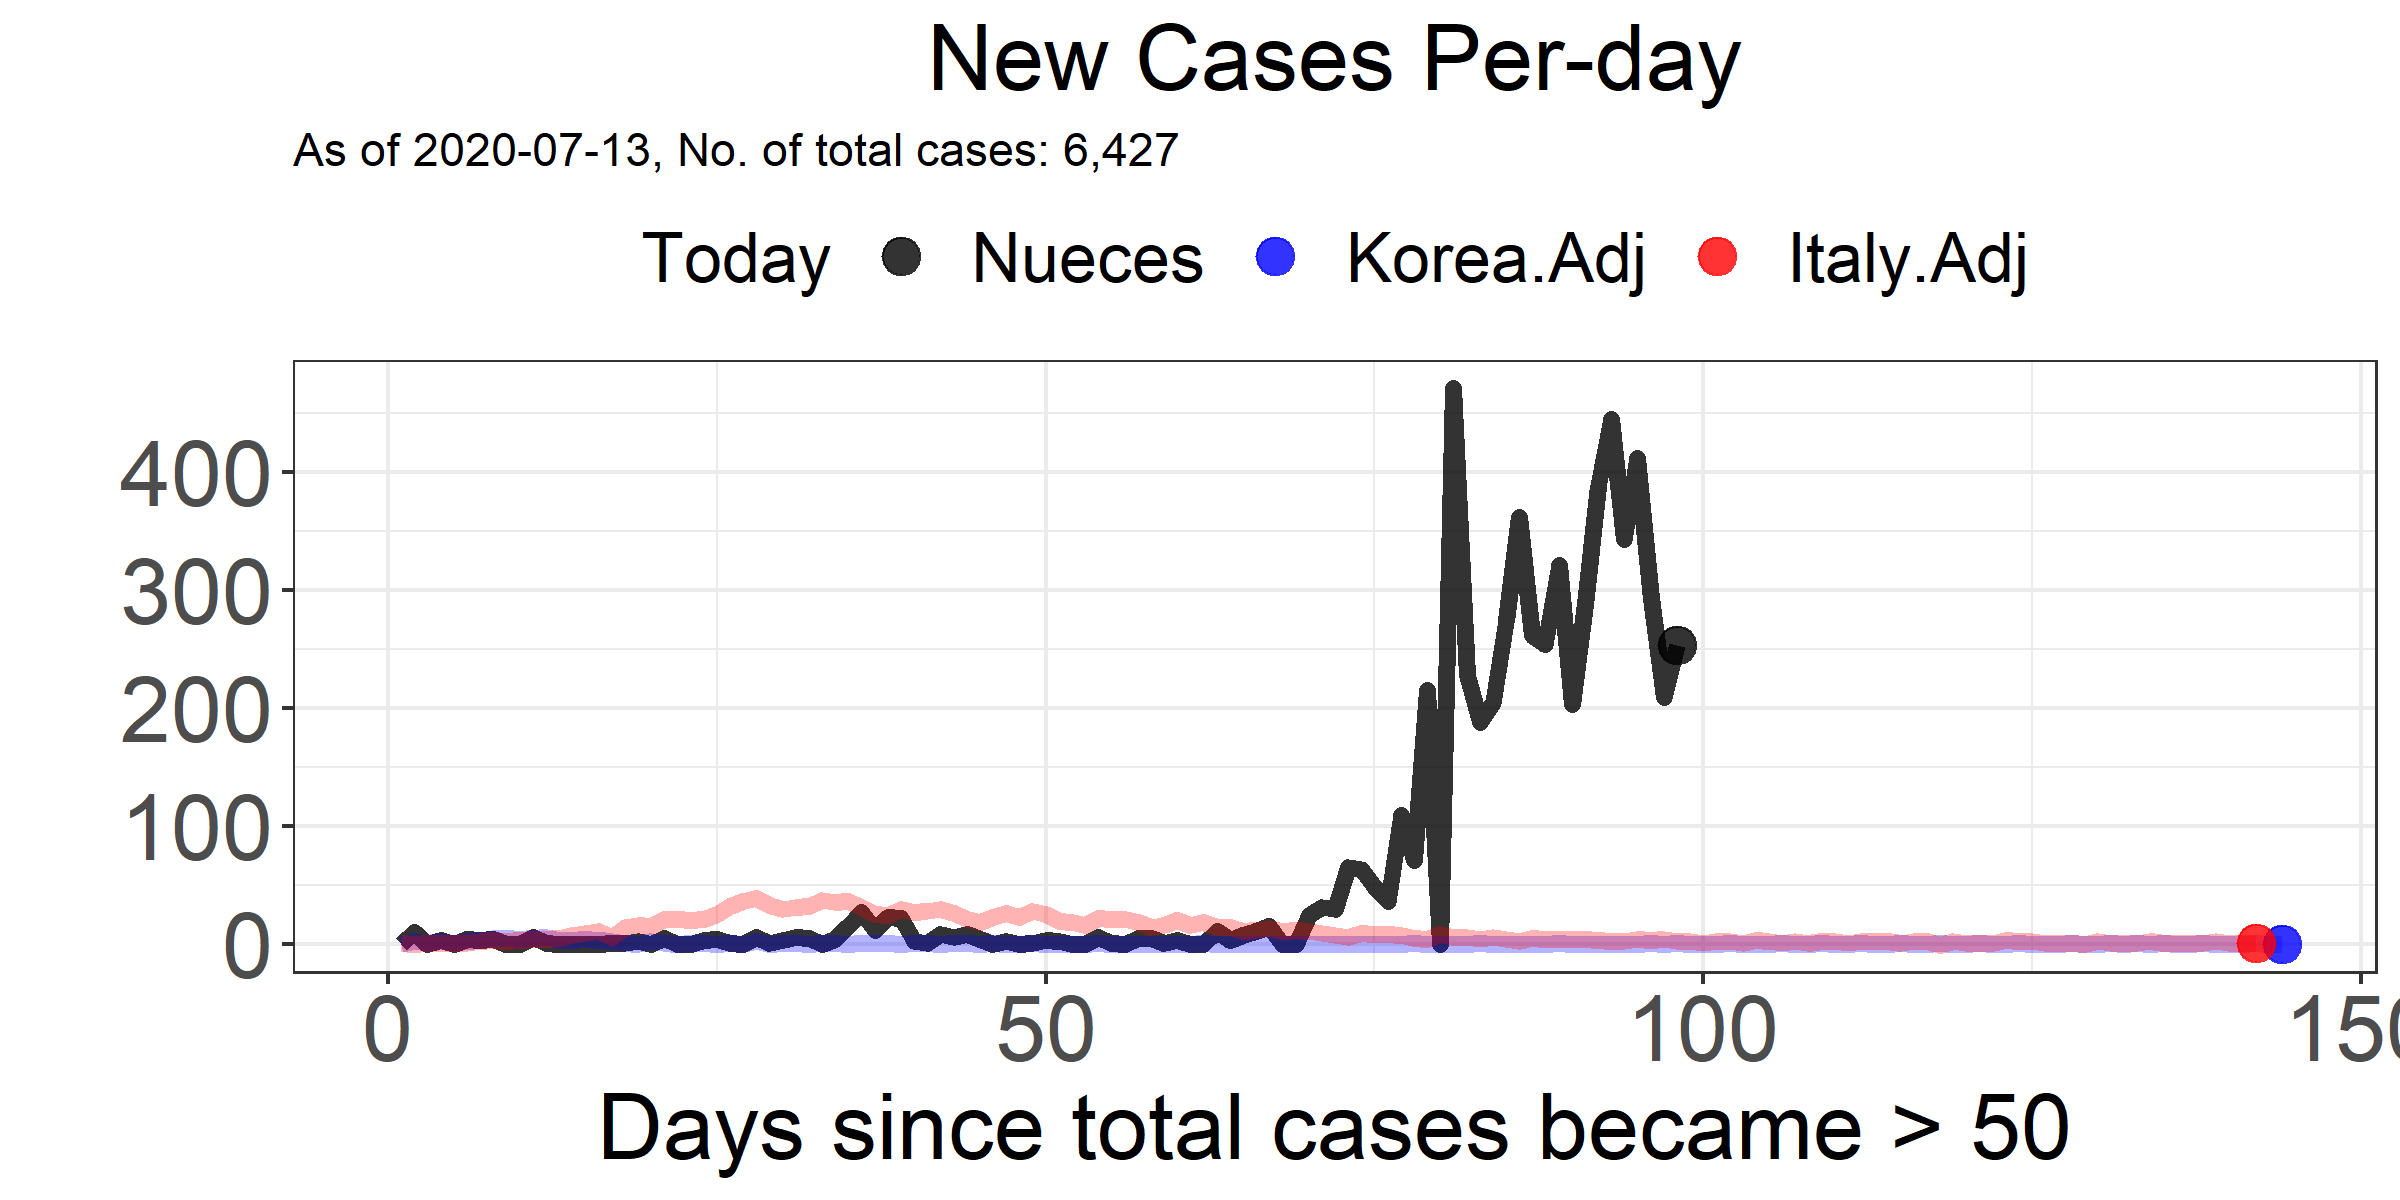 New Cases Per-day
As of 2020-07-13, No. of total cases: 6,427
Today Nueces Korea.Adj Italy.Adj
400
300
200
100
0
0 50 100 150
Days since total cases became > 50